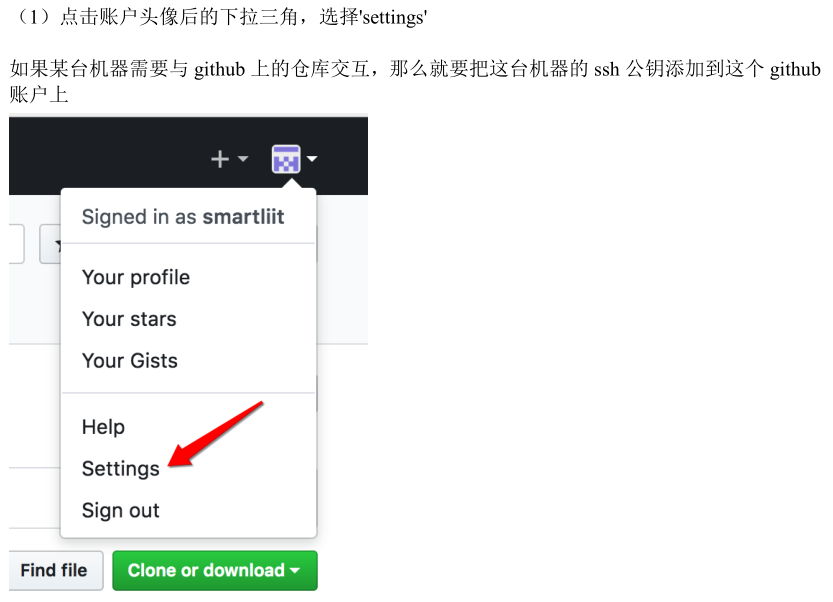 （1）点击账户头像后的下拉三角，选择'settings'
如果某台机器需要与 github 上的仓库交互，那么就要把这台机器的 ssh 公钥添加到这个 github
账户上
Signed in as smartliit
Your profile
Your stars
Your Gists
Help
Settings
Sign out
Find file
Clone or download